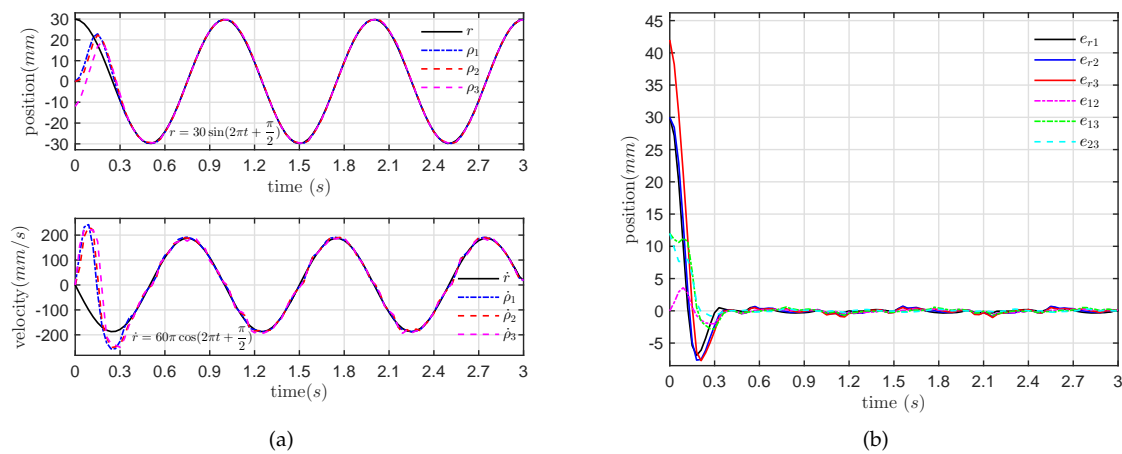 position(mm)
30
20
10
0
-10
-20
-30
r
ρ1
ρ2
ρ3
r = 30 sin(2πt + π/2)
0 0.3 0.6 0.9 1.2 1.5 1.8 2.1 2.4 2.7 3
time (s)
velocity(mm/s)
200
100
0
-100
-200
ṙ
ρ̇1
ρ̇2
ρ̇3
ṙ = 60π cos(2πt + π/2)
0 0.3 0.6 0.9 1.2 1.5 1.8 2.1 2.4 2.7 3
time(s)
(a)
position(mm)
45
40
35
30
25
20
15
10
5
0
-5
er1
er2
er3
e12
e13
e23
0 0.3 0.6 0.9 1.2 1.5 1.8 2.1 2.4 2.7 3
time (s)
(b)